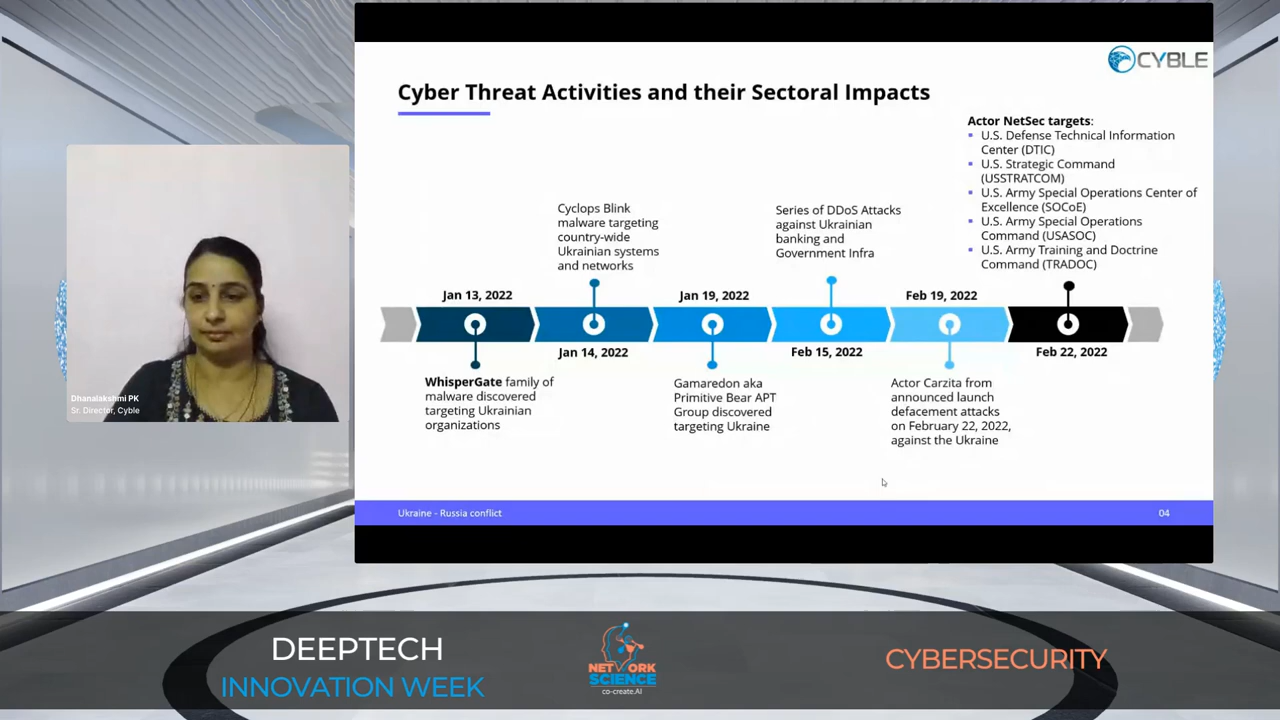 CYBLE
Cyber Threat Activities and their Sectoral Impacts
Actor NetSec targets:
U.S. Defense Technical Information
Center (DTIC)
U.S. Strategic Command
(USSTRATCOM)
U.S. Army Special Operations Center of
Excellence (SOCoE)
U.S. Army Special Operations
Command (USASOC)
U.S. Army Training and Doctrine
Command (TRADOC)
Cyclops Blink
malware targeting
country-wide
Ukrainian systems
and networks
Series of DDoS Attacks
against Ukrainian
banking and
Government Infra
Jan 13, 2022
Jan 19, 2022
Feb 19, 2022
Jan 14, 2022
Feb 15, 2022
Feb 22, 2022
WhisperGate family of
malware discovered
targeting Ukrainian
organizations
Gamaredon aka
Primitive Bear APT
Group discovered
targeting Ukraine
Actor Carzita from
announced launch
defacement attacks
on February 22, 2022,
against the Ukraine
Dhanalakshmi PK
Sr. Director, Cyble
Ukraine - Russia conflict
04
DEEPTECH
INNOVATION WEEK
NETWORK
SCIENCE
co-create.AI
CYBERSECURITY